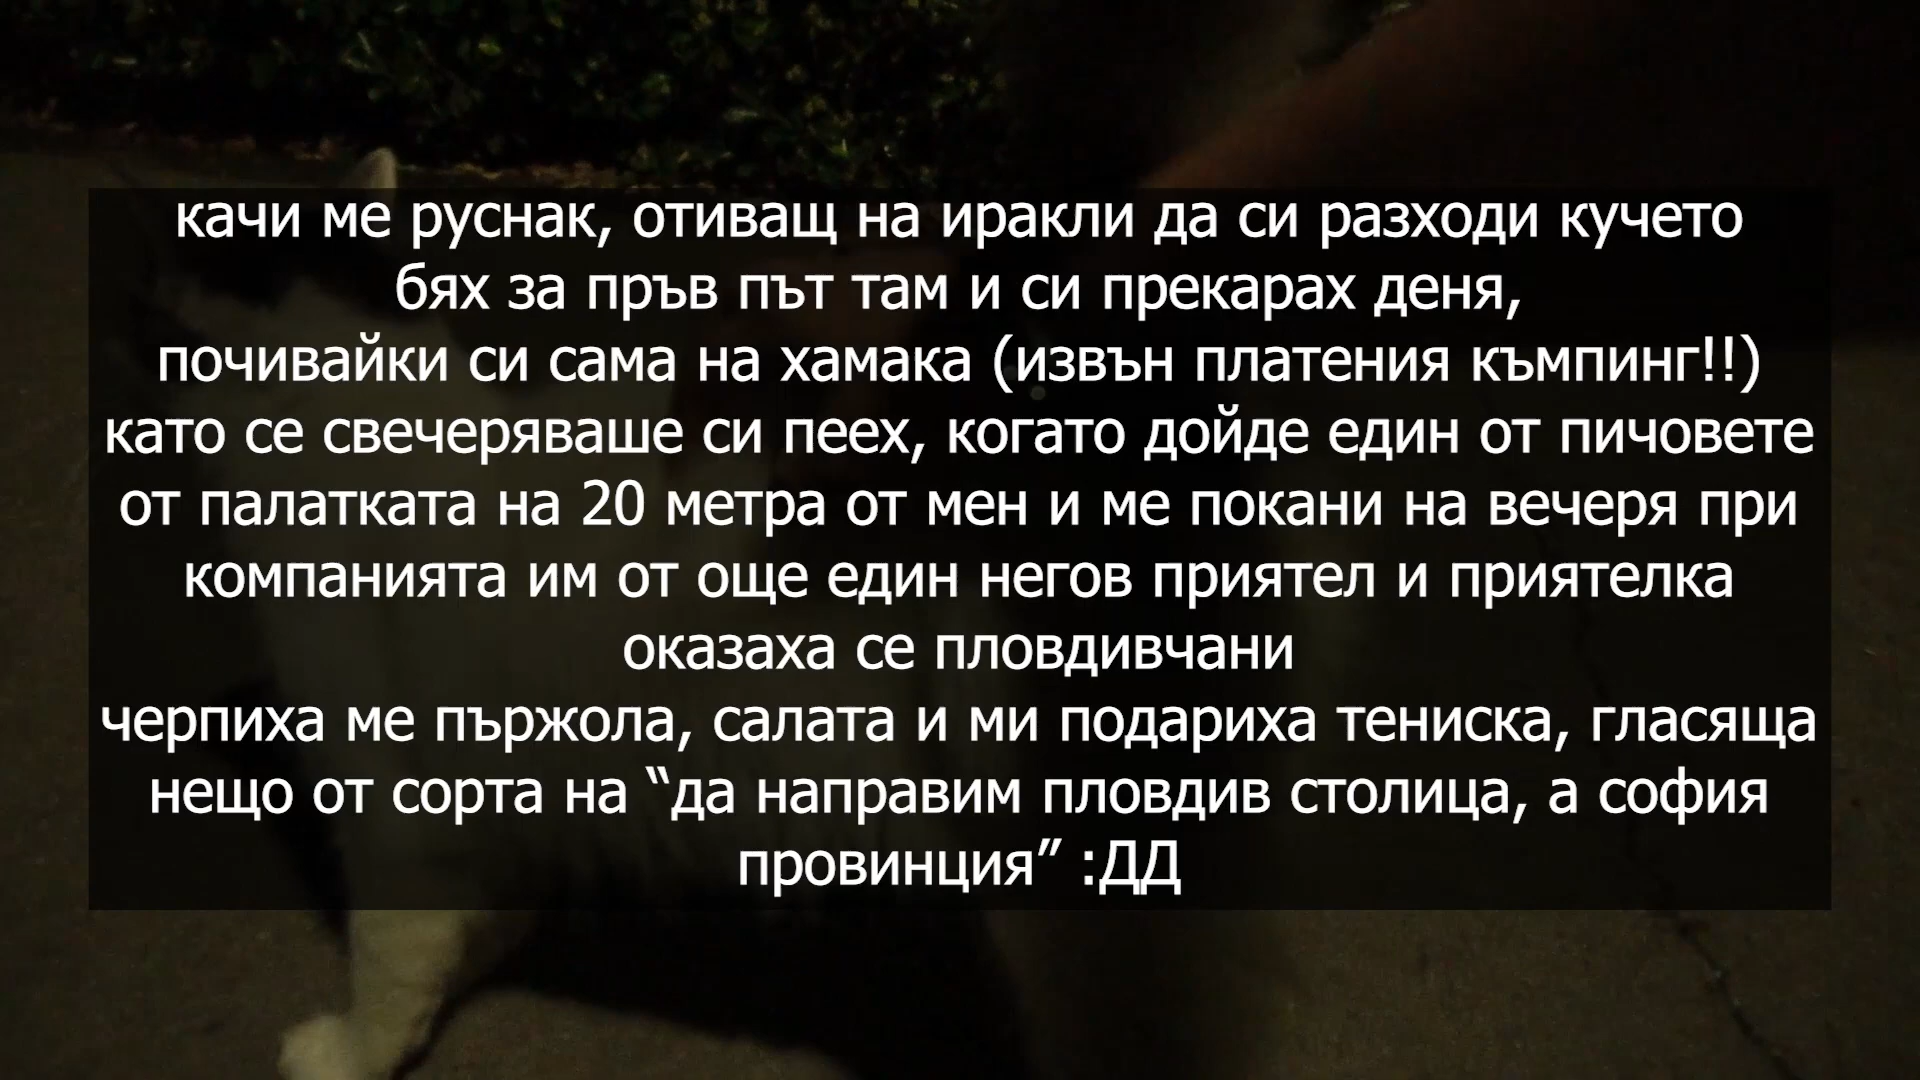 качи ме руснак, отиващ на иракли да си разходи кучето
бях за пръв път там и си прекарах деня,
почивайки си сама на хамака (извън платения къмпинг!!)
като се свечеряваше си пеех, когато дойде един от пичовете
от палатката на 20 метра от мен и ме покани на вечеря при
компанията им от още един негов приятел и приятелка
оказаха се пловдивчани
черпиха ме пържола, салата и ми подариха тениска, гласяща
нещо от сорта на “да направим пловдив столица, а софия
провинция” :ДД